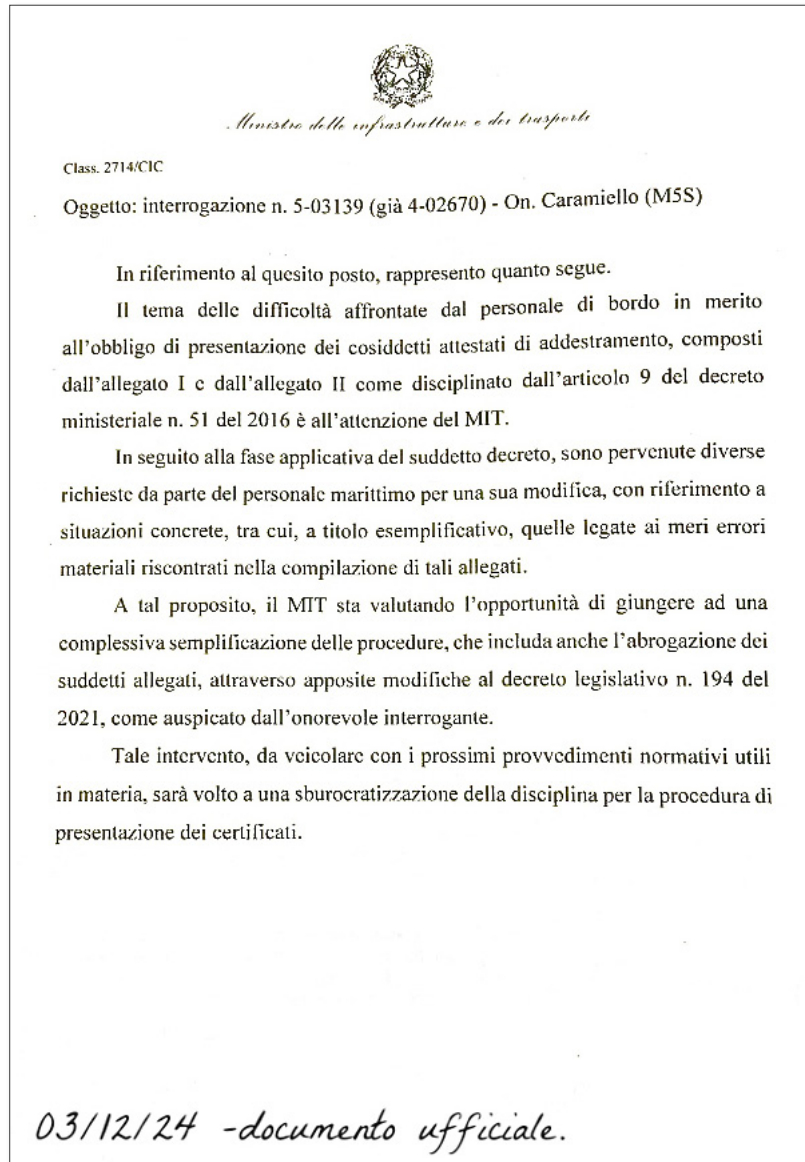 Ministro delle infrastrutture e dei trasporti
Class. 2714/CIC
Oggetto: interrogazione n. 5-03139 (già 4-02670) - On. Caramiello (M5S)
In riferimento al quesito posto, rappresento quanto segue.
Il tema delle difficoltà affrontate dal personale di bordo in merito
all'obbligo di presentazione dei cosiddetti attestati di addestramento, composti
dall'allegato I e dall'allegato II come disciplinato dall'articolo 9 del decreto
ministeriale n. 51 del 2016 è all'attenzione del MIT.
In seguito alla fase applicativa del suddetto decreto, sono pervenute diverse
richieste da parte del personale marittimo per una sua modifica, con riferimento a
situazioni concrete, tra cui, a titolo esemplificativo, quelle legate ai meri errori
materiali riscontrati nella compilazione di tali allegati.
A tal proposito, il MIT sta valutando l'opportunità di giungere ad una
complessiva semplificazione delle procedure, che includa anche l'abrogazione dei
suddetti allegati, attraverso apposite modifiche al decreto legislativo n. 194 del
2021, come auspicato dall'onorevole interrogante.
Tale intervento, da veicolare con i prossimi provvedimenti normativi utili
in materia, sarà volto a una sburocratizzazione della disciplina per la procedura di
presentazione dei certificati.
03/12/24 -documento ufficiale.